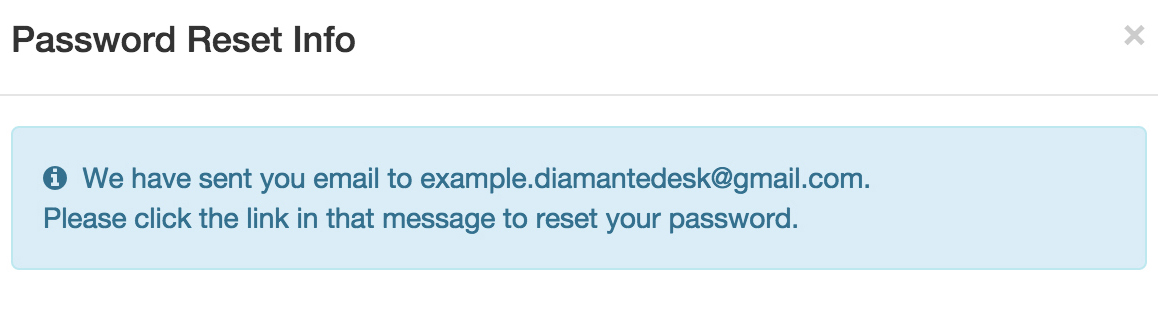 Password Reset Info
We have sent you email to example.diamantedesk@gmail.com.
Please click the link in that message to reset your password.